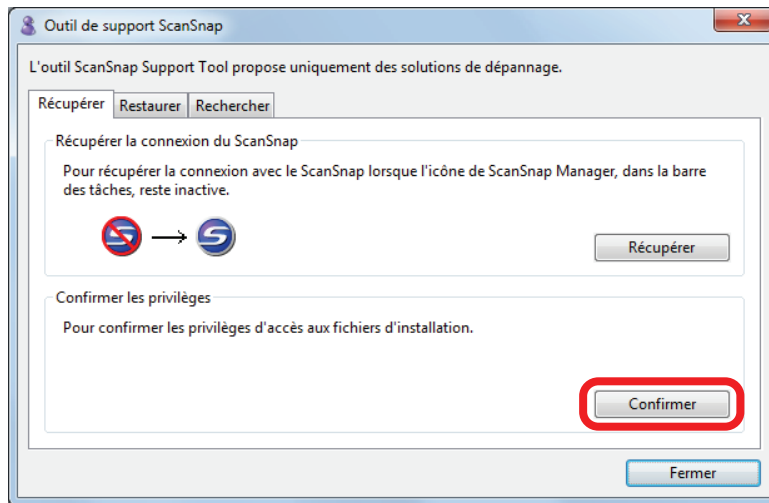 Outil de support ScanSnap
L'outil ScanSnap Support Tool propose uniquement des solutions de dépannage.
Récupérer
Restaurer
Rechercher
Récupérer la connexion du ScanSnap
Pour récupérer la connexion avec le ScanSnap lorsque l'icône de ScanSnap Manager, dans la barre
des tâches, reste inactive.
Récupérer
Confirmer les privilèges
Pour confirmer les privilèges d'accès aux fichiers d'installation.
Confirmer
Fermer